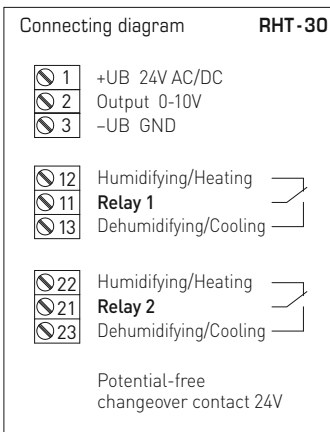 Connecting diagram RHT-30
1 +UB 24V AC/DC
2 Output 0-10V
3 –UB GND
12 Humidifying/Heating
11 Relay 1
13 Dehumidifying/Cooling
22 Humidifying/Heating
21 Relay 2
23 Dehumidifying/Cooling
Potential-free
changeover contact 24V